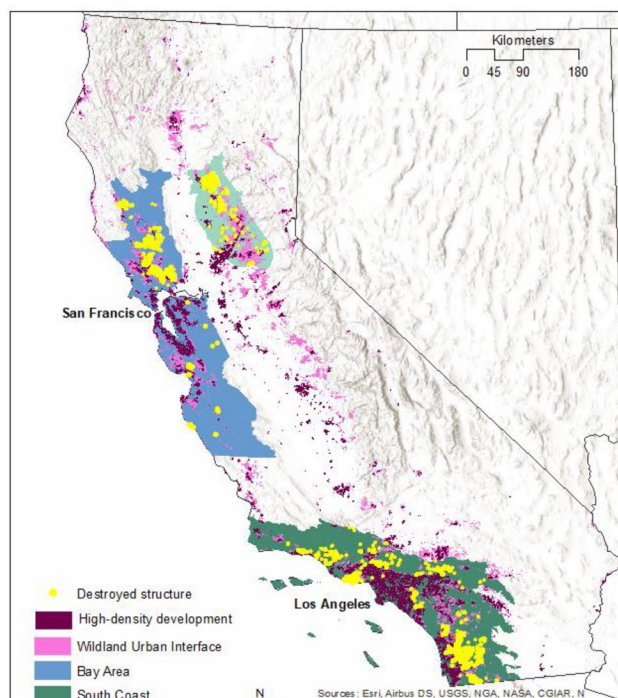 Kilometers
0 45 90 180
San Francisco
Los Angeles
Destroyed structure
High-density development
Wildland Urban Interface
Bay Area
South Coast
N
Sources: Esri, Airbus DS, USGS, NGA, NASA, CGIAR, N